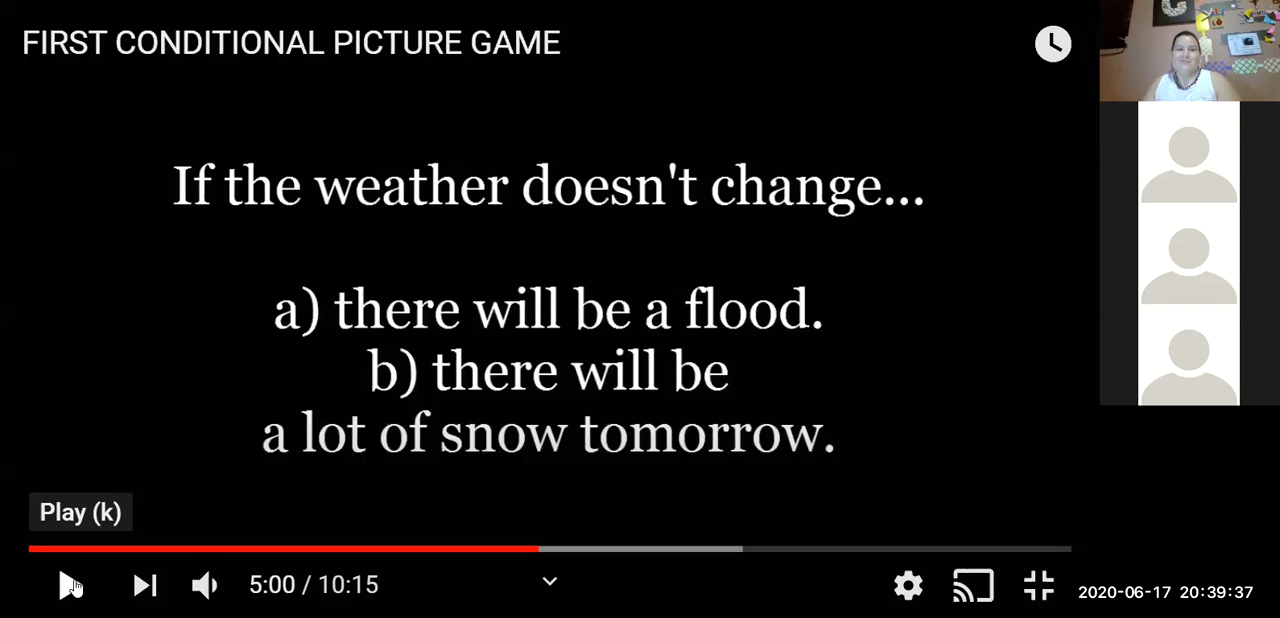 FIRST CONDITIONAL PICTURE GAME
If the weather doesn't change...
a) there will be a flood.
b) there will be
a lot of snow tomorrow.
Play (k)
5:00 / 10:15
2020-06-17 20:39:37